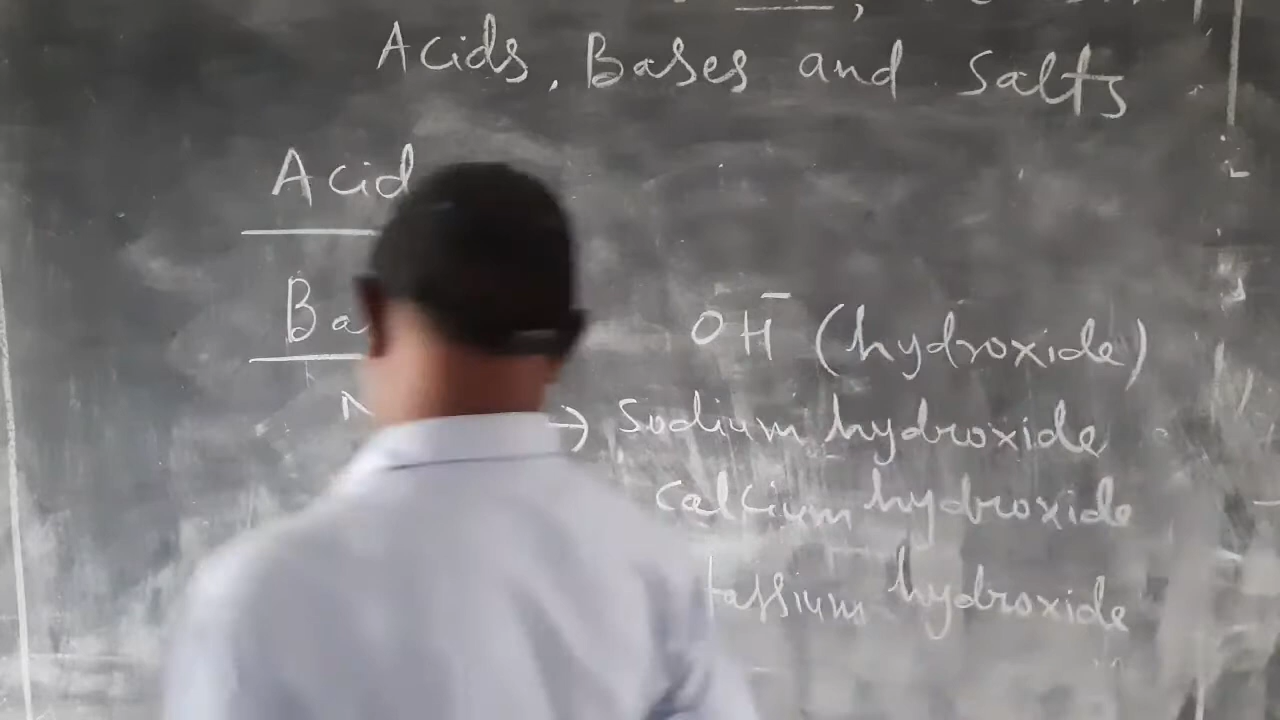 Acids, Bases and Salts
Acid
Ba
OH⁻ (hydroxide)
N → Sodium hydroxide
Calcium hydroxide
tassium hydroxide